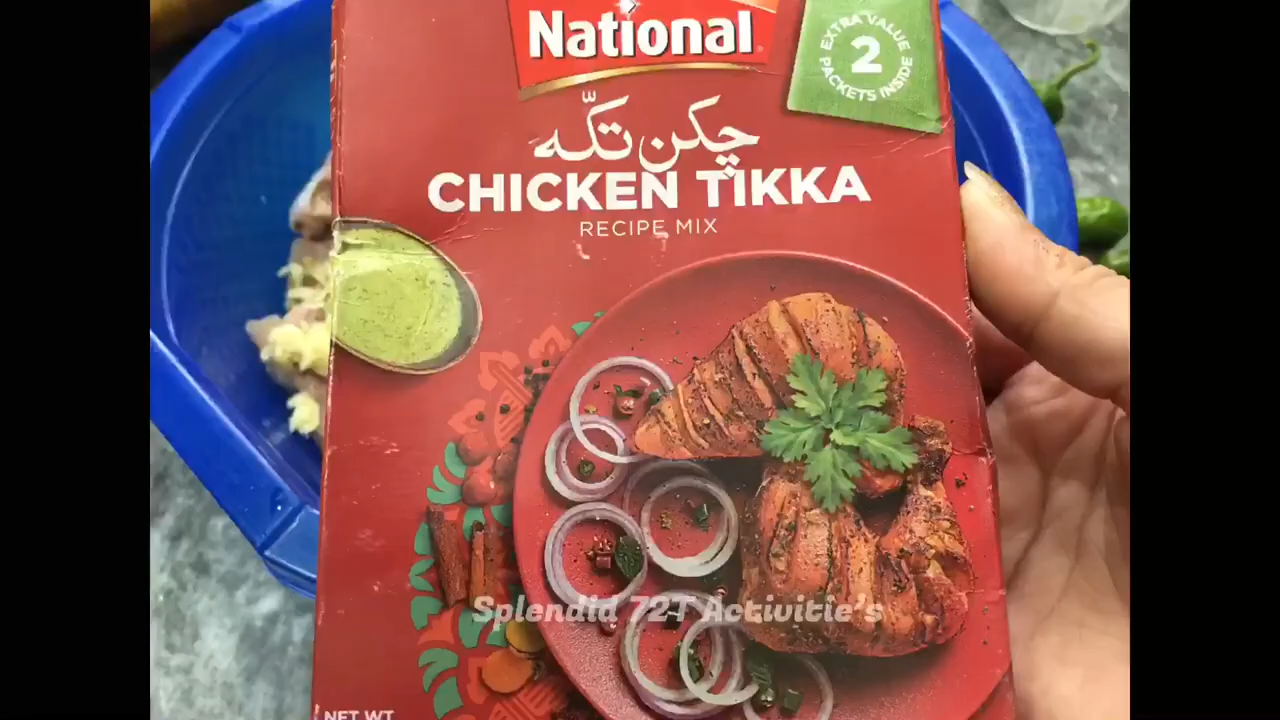 National
EXTRA VALUE
2
PACKETS INSIDE
چکن تکّہ
CHICKEN TIKKA
RECIPE MIX
Splendid 72T Activitie's
NET WT